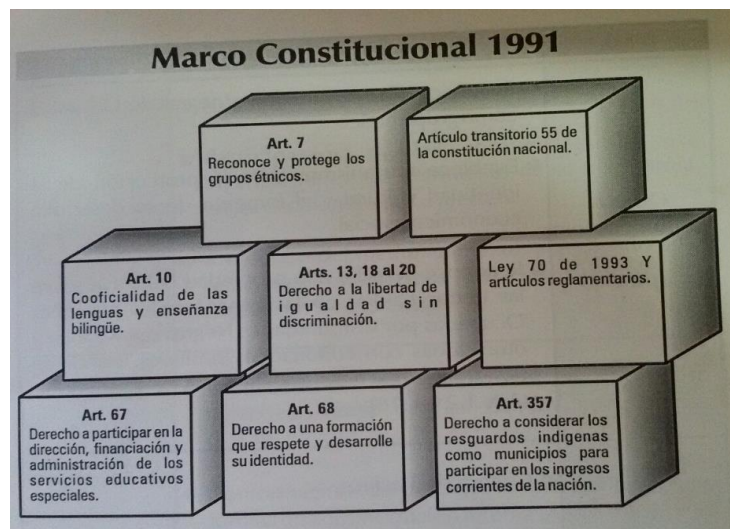 Marco Constitucional 1991
Art. 7
Reconoce y protege los
grupos étnicos.
Artículo transitorio 55 de
la constitución nacional.
Art. 10
Cooficialidad de las
lenguas y enseñanza
bilingüe.
Arts. 13, 18 al 20
Derecho a la libertad de
igualdad sin
discriminación.
Ley 70 de 1993 Y
artículos reglamentarios.
Art. 67
Derecho a participar en la
dirección, financiación y
administración de los
servicios educativos
especiales.
Art. 68
Derecho a una formación
que respete y desarrolle
su identidad.
Art. 357
Derecho a considerar los
resguardos indigenas
como municipios para
participar en los ingresos
corrientes de la nación.